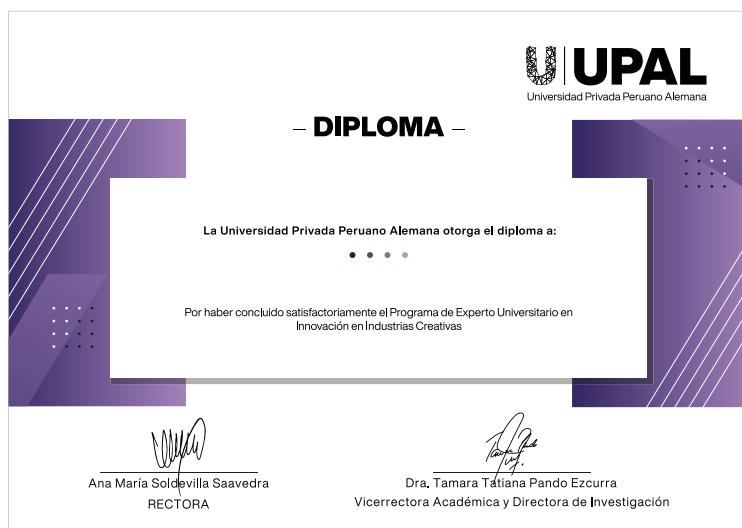 UPAL
Universidad Privada Peruano Alemana
– DIPLOMA –
La Universidad Privada Peruano Alemana otorga el diploma a:
Por haber concluido satisfactoriamente el Programa de Experto Universitario en
Innovación en Industrias Creativas
Ana María Soldevilla Saavedra
RECTORA
Dra. Tamara Tatiana Pando Ezcurra
Vicerrectora Académica y Directora de Investigación